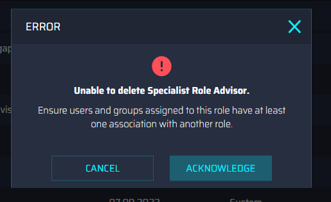 ERROR
Unable to delete Specialist Role Advisor.
Ensure users and groups assigned to this role have at least
one association with another role.
CANCEL
ACKNOWLEDGE
System